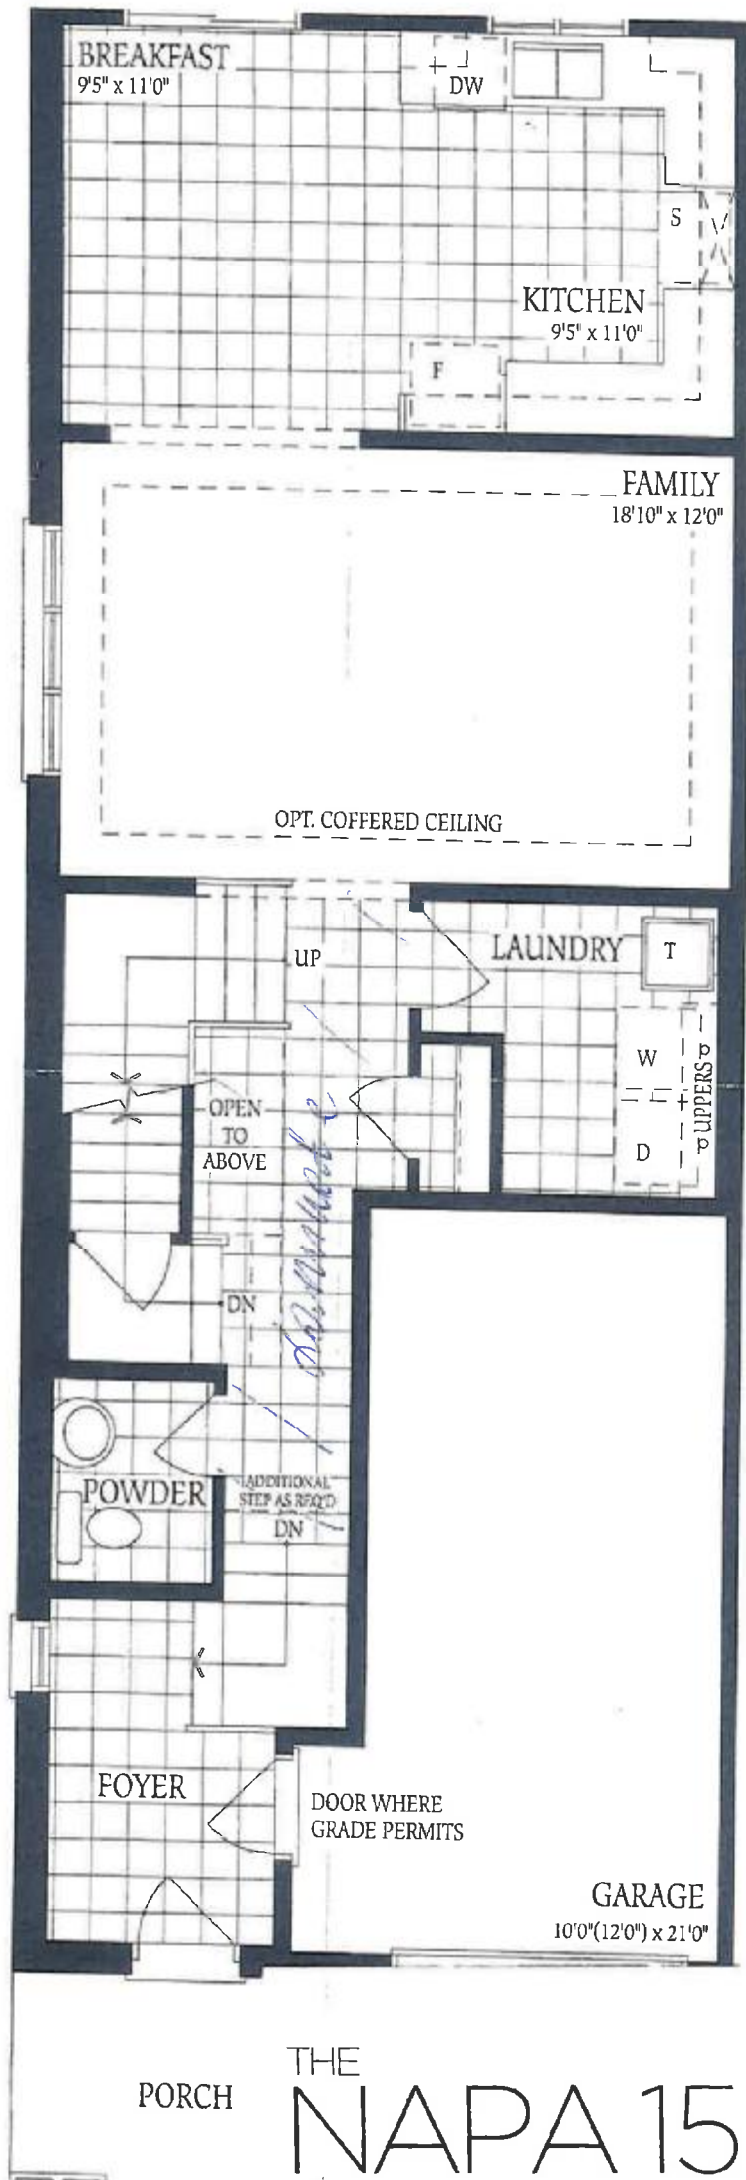 BREAKFAST
9'5" x 11'0"
DW
S
KITCHEN
9'5" x 11'0"
F
FAMILY
18'10" x 12'0"
OPT. COFFERED CEILING
UP
LAUNDRY
T
W
D
UPPERS
OPEN
TO
ABOVE
DN
POWDER
ADDITIONAL
STEP AS REQ'D
DN
FOYER
DOOR WHERE
GRADE PERMITS
GARAGE
10'0"(12'0") x 21'0"
PORCH
THE
NAPA 15